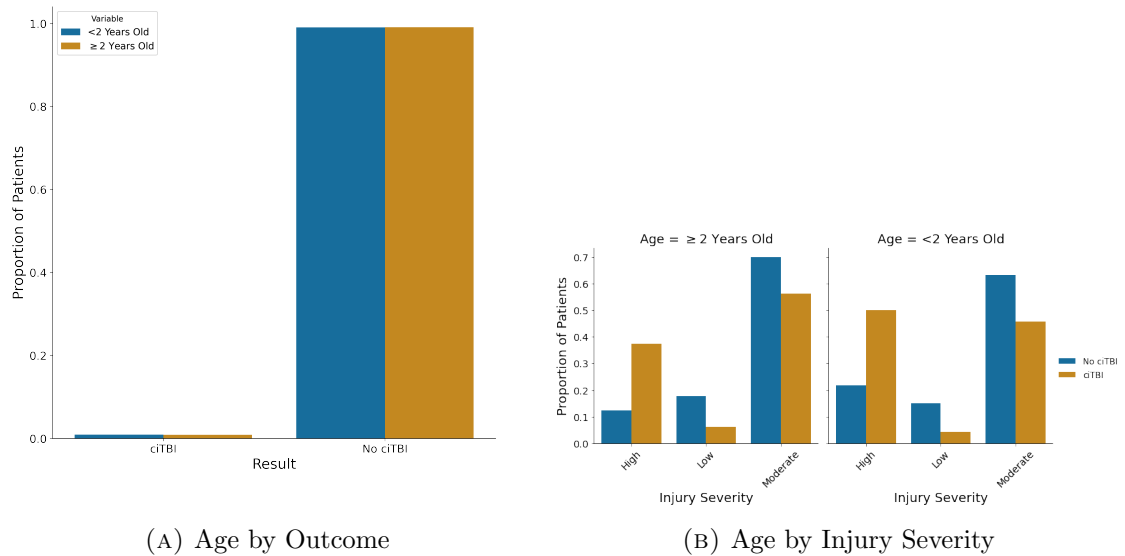 Variable
<2 Years Old
≥2 Years Old
1.0
0.8
0.6
0.4
0.2
0.0
Proportion of Patients
ciTBI
No ciTBI
Result
(A) Age by Outcome
Age = ≥2 Years Old
Age = <2 Years Old
0.7
0.6
0.5
0.4
0.3
0.2
0.1
0.0
Proportion of Patients
High
Low
Moderate
High
Low
Moderate
Injury Severity
Injury Severity
No ciTBI
ciTBI
(B) Age by Injury Severity